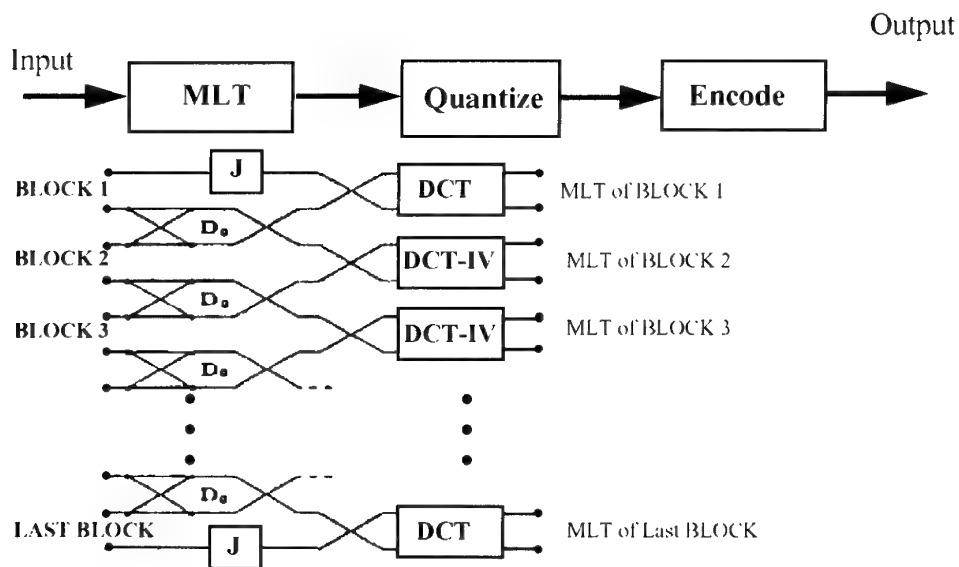 Input
MLT
Quantize
Encode
Output
BLOCK 1
J
DCT
MLT of BLOCK 1
Dₐ
BLOCK 2
DCT-IV
MLT of BLOCK 2
Dₐ
BLOCK 3
DCT-IV
MLT of BLOCK 3
Dₐ
Dₐ
LAST BLOCK
J
DCT
MLT of Last BLOCK